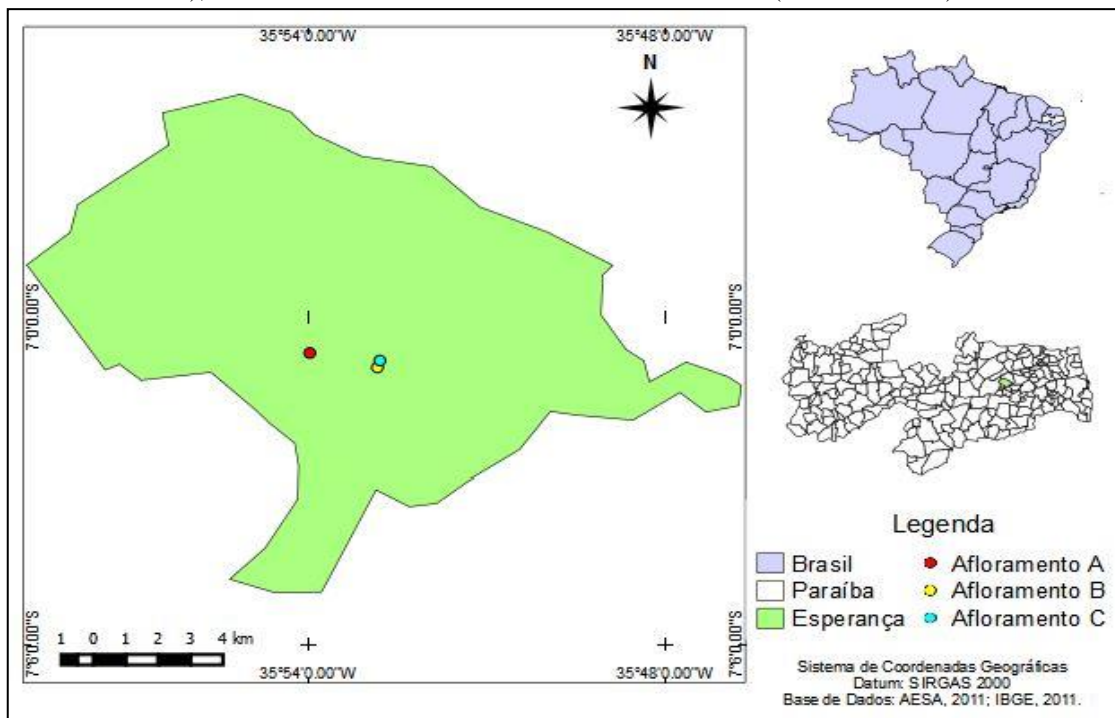 35°54'0.00"W
35°48'0.00"W
N
7°0'0.00"S
7°0'0.00"S
7°6'0.00"S
7°6'0.00"S
1 0 1 2 3 4 km
35°54'0.00"W
35°48'0.00"W
Legenda
Brasil
Paraíba
Esperança
Afloramento A
Afloramento B
Afloramento C
Sistema de Coordenadas Geográficas
Datum: SIRGAS 2000
Base de Dados: AESA, 2011; IBGE, 2011.